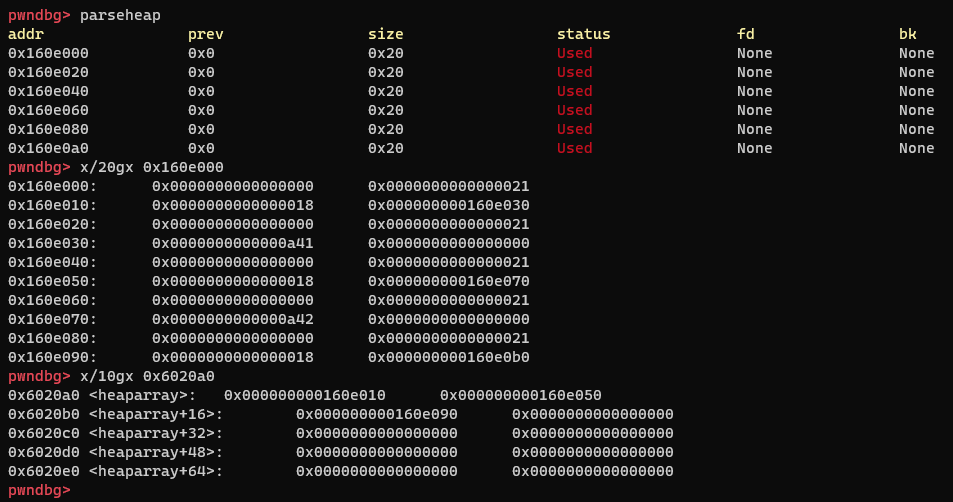 pwndbg> parseheap
addr prev size status fd bk
0x160e000 0x0 0x20 Used None None
0x160e020 0x0 0x20 Used None None
0x160e040 0x0 0x20 Used None None
0x160e060 0x0 0x20 Used None None
0x160e080 0x0 0x20 Used None None
0x160e0a0 0x0 0x20 Used None None
pwndbg> x/20gx 0x160e000
0x160e000: 0x0000000000000000 0x0000000000000021
0x160e010: 0x0000000000000018 0x000000000160e030
0x160e020: 0x0000000000000000 0x0000000000000021
0x160e030: 0x0000000000000a41 0x0000000000000000
0x160e040: 0x0000000000000000 0x0000000000000021
0x160e050: 0x0000000000000018 0x000000000160e070
0x160e060: 0x0000000000000000 0x0000000000000021
0x160e070: 0x0000000000000a42 0x0000000000000000
0x160e080: 0x0000000000000000 0x0000000000000021
0x160e090: 0x0000000000000018 0x000000000160e0b0
pwndbg> x/10gx 0x6020a0
0x6020a0 <heaparray>: 0x000000000160e010 0x000000000160e050
0x6020b0 <heaparray+16>: 0x000000000160e090 0x0000000000000000
0x6020c0 <heaparray+32>: 0x0000000000000000 0x0000000000000000
0x6020d0 <heaparray+48>: 0x0000000000000000 0x0000000000000000
0x6020e0 <heaparray+64>: 0x0000000000000000 0x0000000000000000
pwndbg>